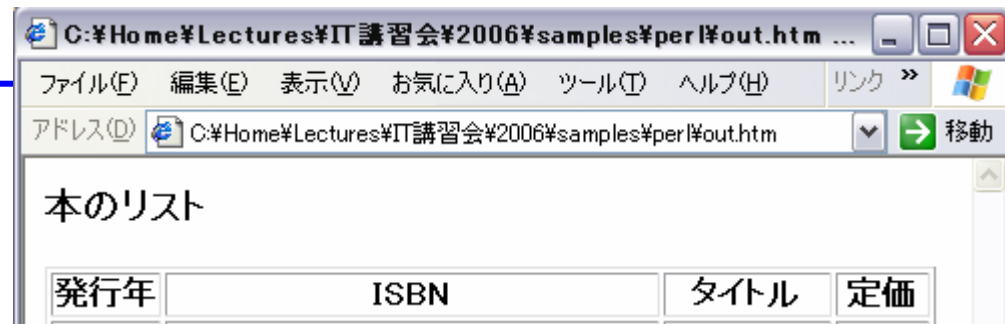 C:¥Home¥Lectures¥IT講習会¥2006¥samples¥perl¥out.htm ...
ファイル(F) 編集(E) 表示(V) お気に入り(A) ツール(T) ヘルプ(H) リンク »
アドレス(D) C:¥Home¥Lectures¥IT講習会¥2006¥samples¥perl¥out.htm 移動
本のリスト
発行年 ISBN タイトル 定価